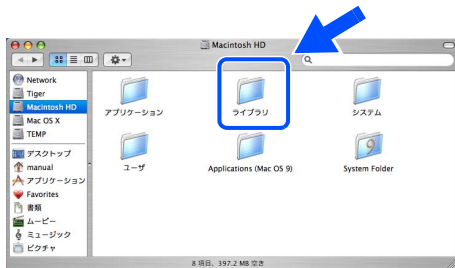 Macintosh HD
Network
Tiger
Macintosh HD
Mac OS X
TEMP
デスクトップ
manual
アプリケーション
Favorites
書類
ムービー
ミュージック
ピクチャ
アプリケーション
ライブラリ
システム
ユーザ
Applications (Mac OS 9)
System Folder
8 項目、397.2 MB 空き